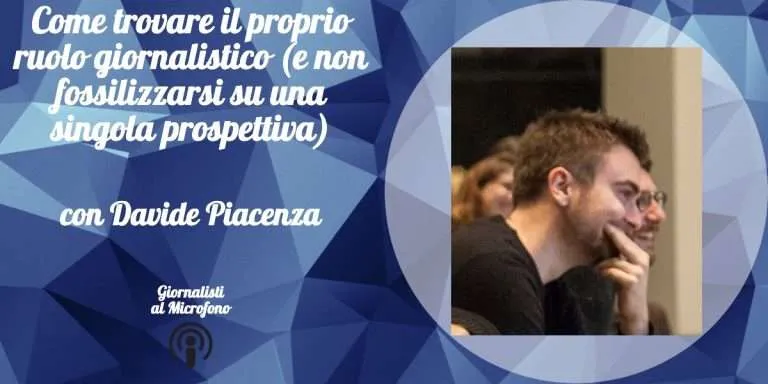 Come trovare il proprio
ruolo giornalistico (e non
fossilizzarsi su una
singola prospettiva)
con Davide Piacenza
Giornalisti
al Microfono